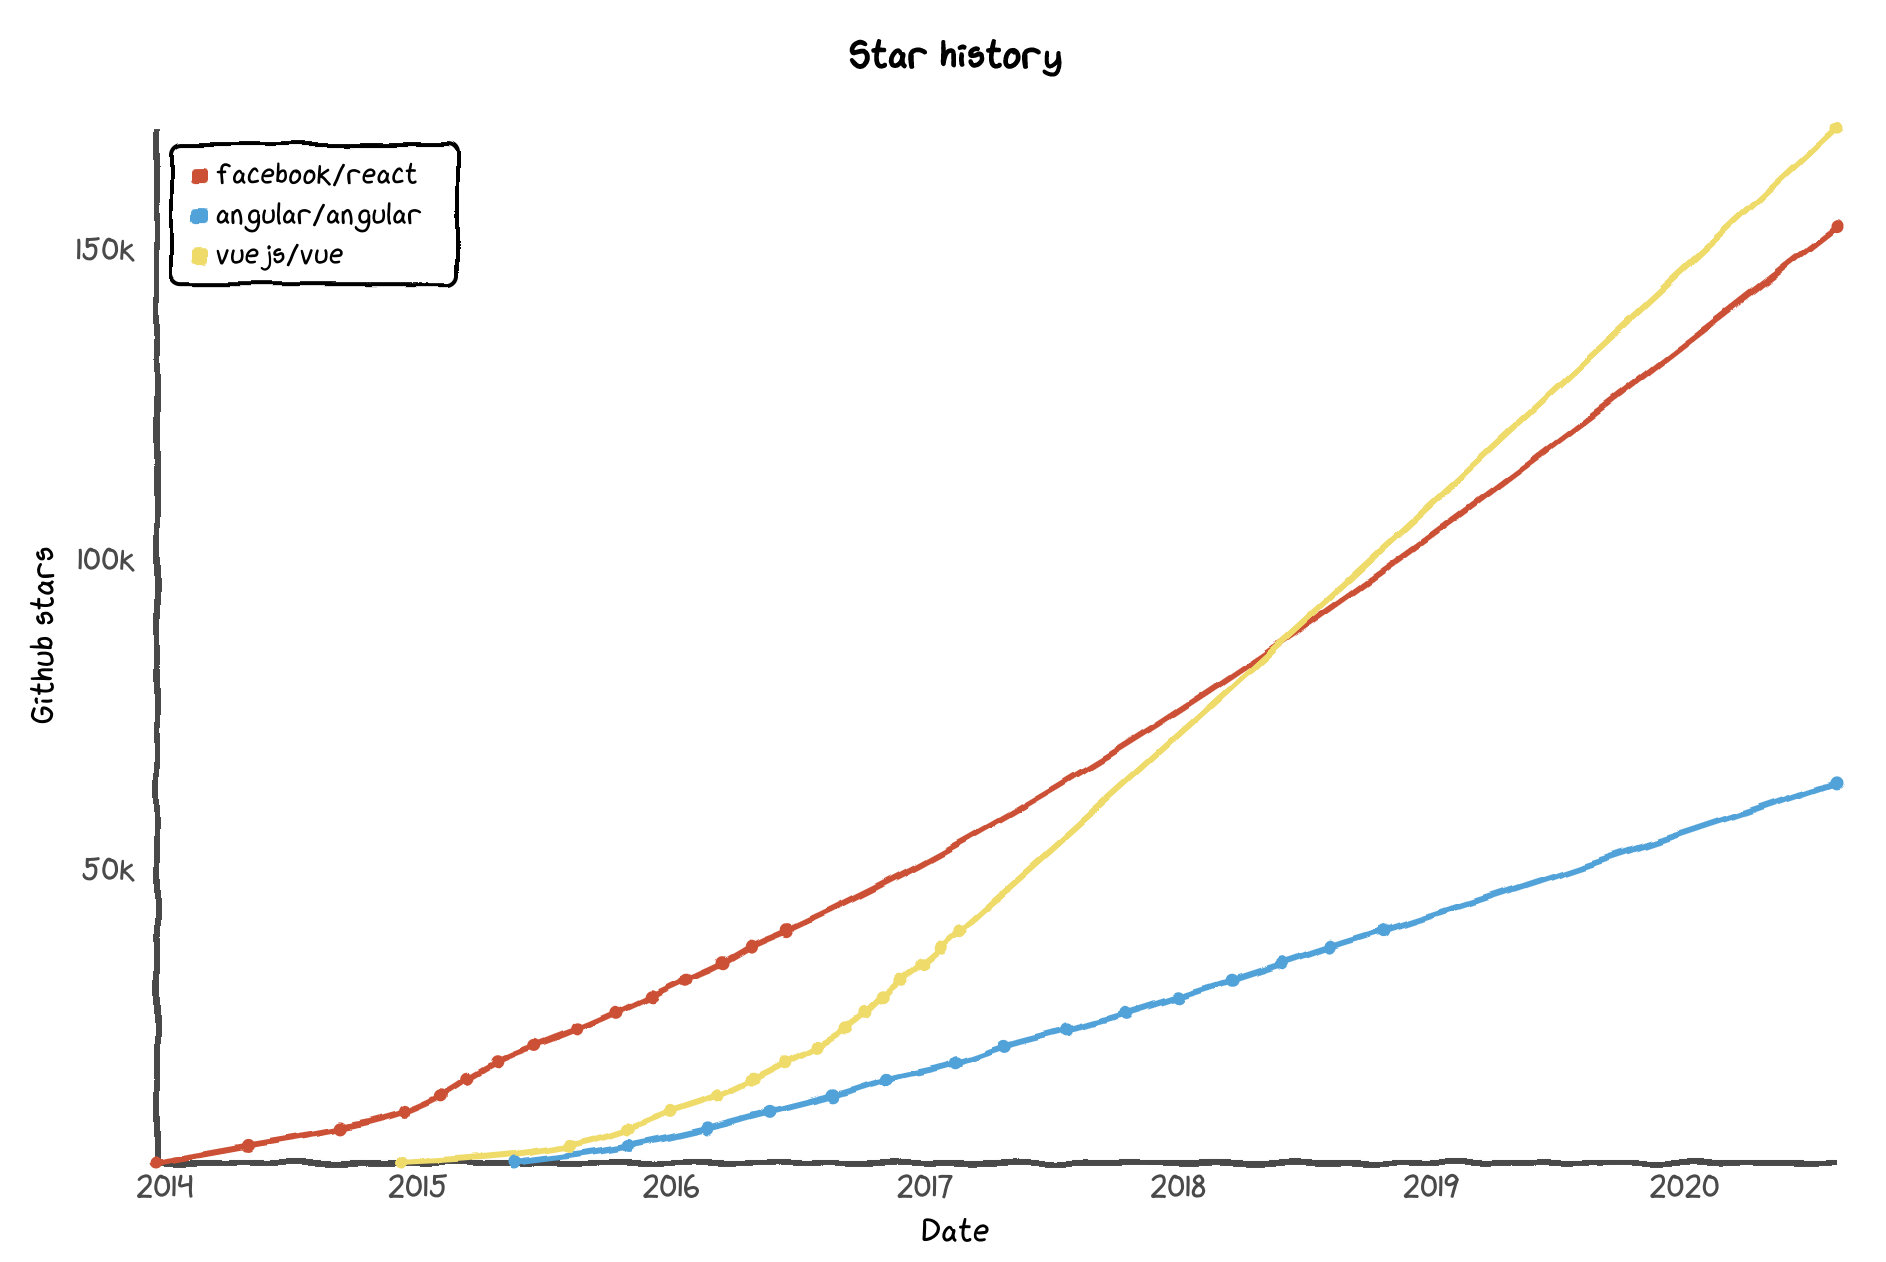 Star history
facebook/react
angular/angular
vuejs/vue
150k
100k
50k
Github stars
2014 2015 2016 2017 2018 2019 2020
Date